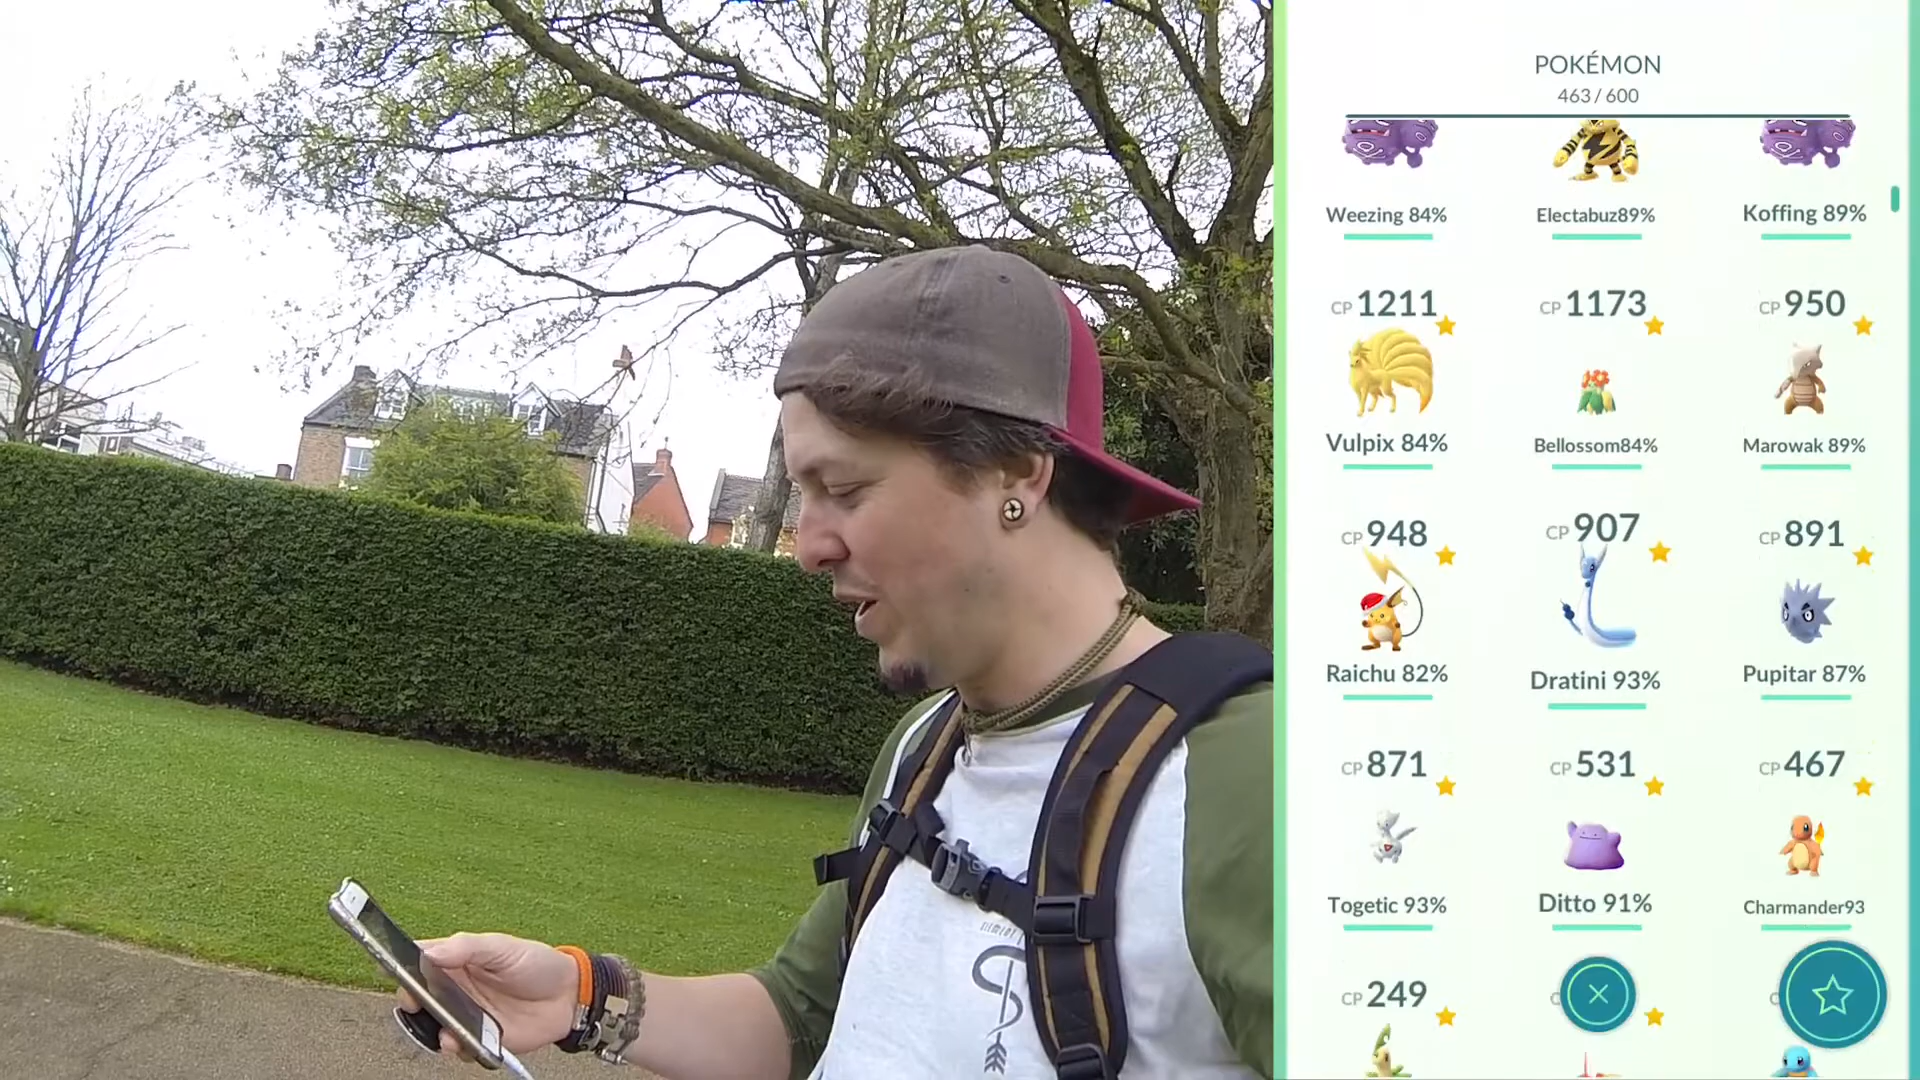 POKÉMON
463 / 600
Weezing 84% Electabuz89% Koffing 89%
CP 1211 CP 1173 CP 950
Vulpix 84% Bellossom84% Marowak 89%
CP 948 CP 907 CP 891
Raichu 82% Dratini 93% Pupitar 87%
CP 871 CP 531 CP 467
Togetic 93% Ditto 91% Charmander93
CP 249